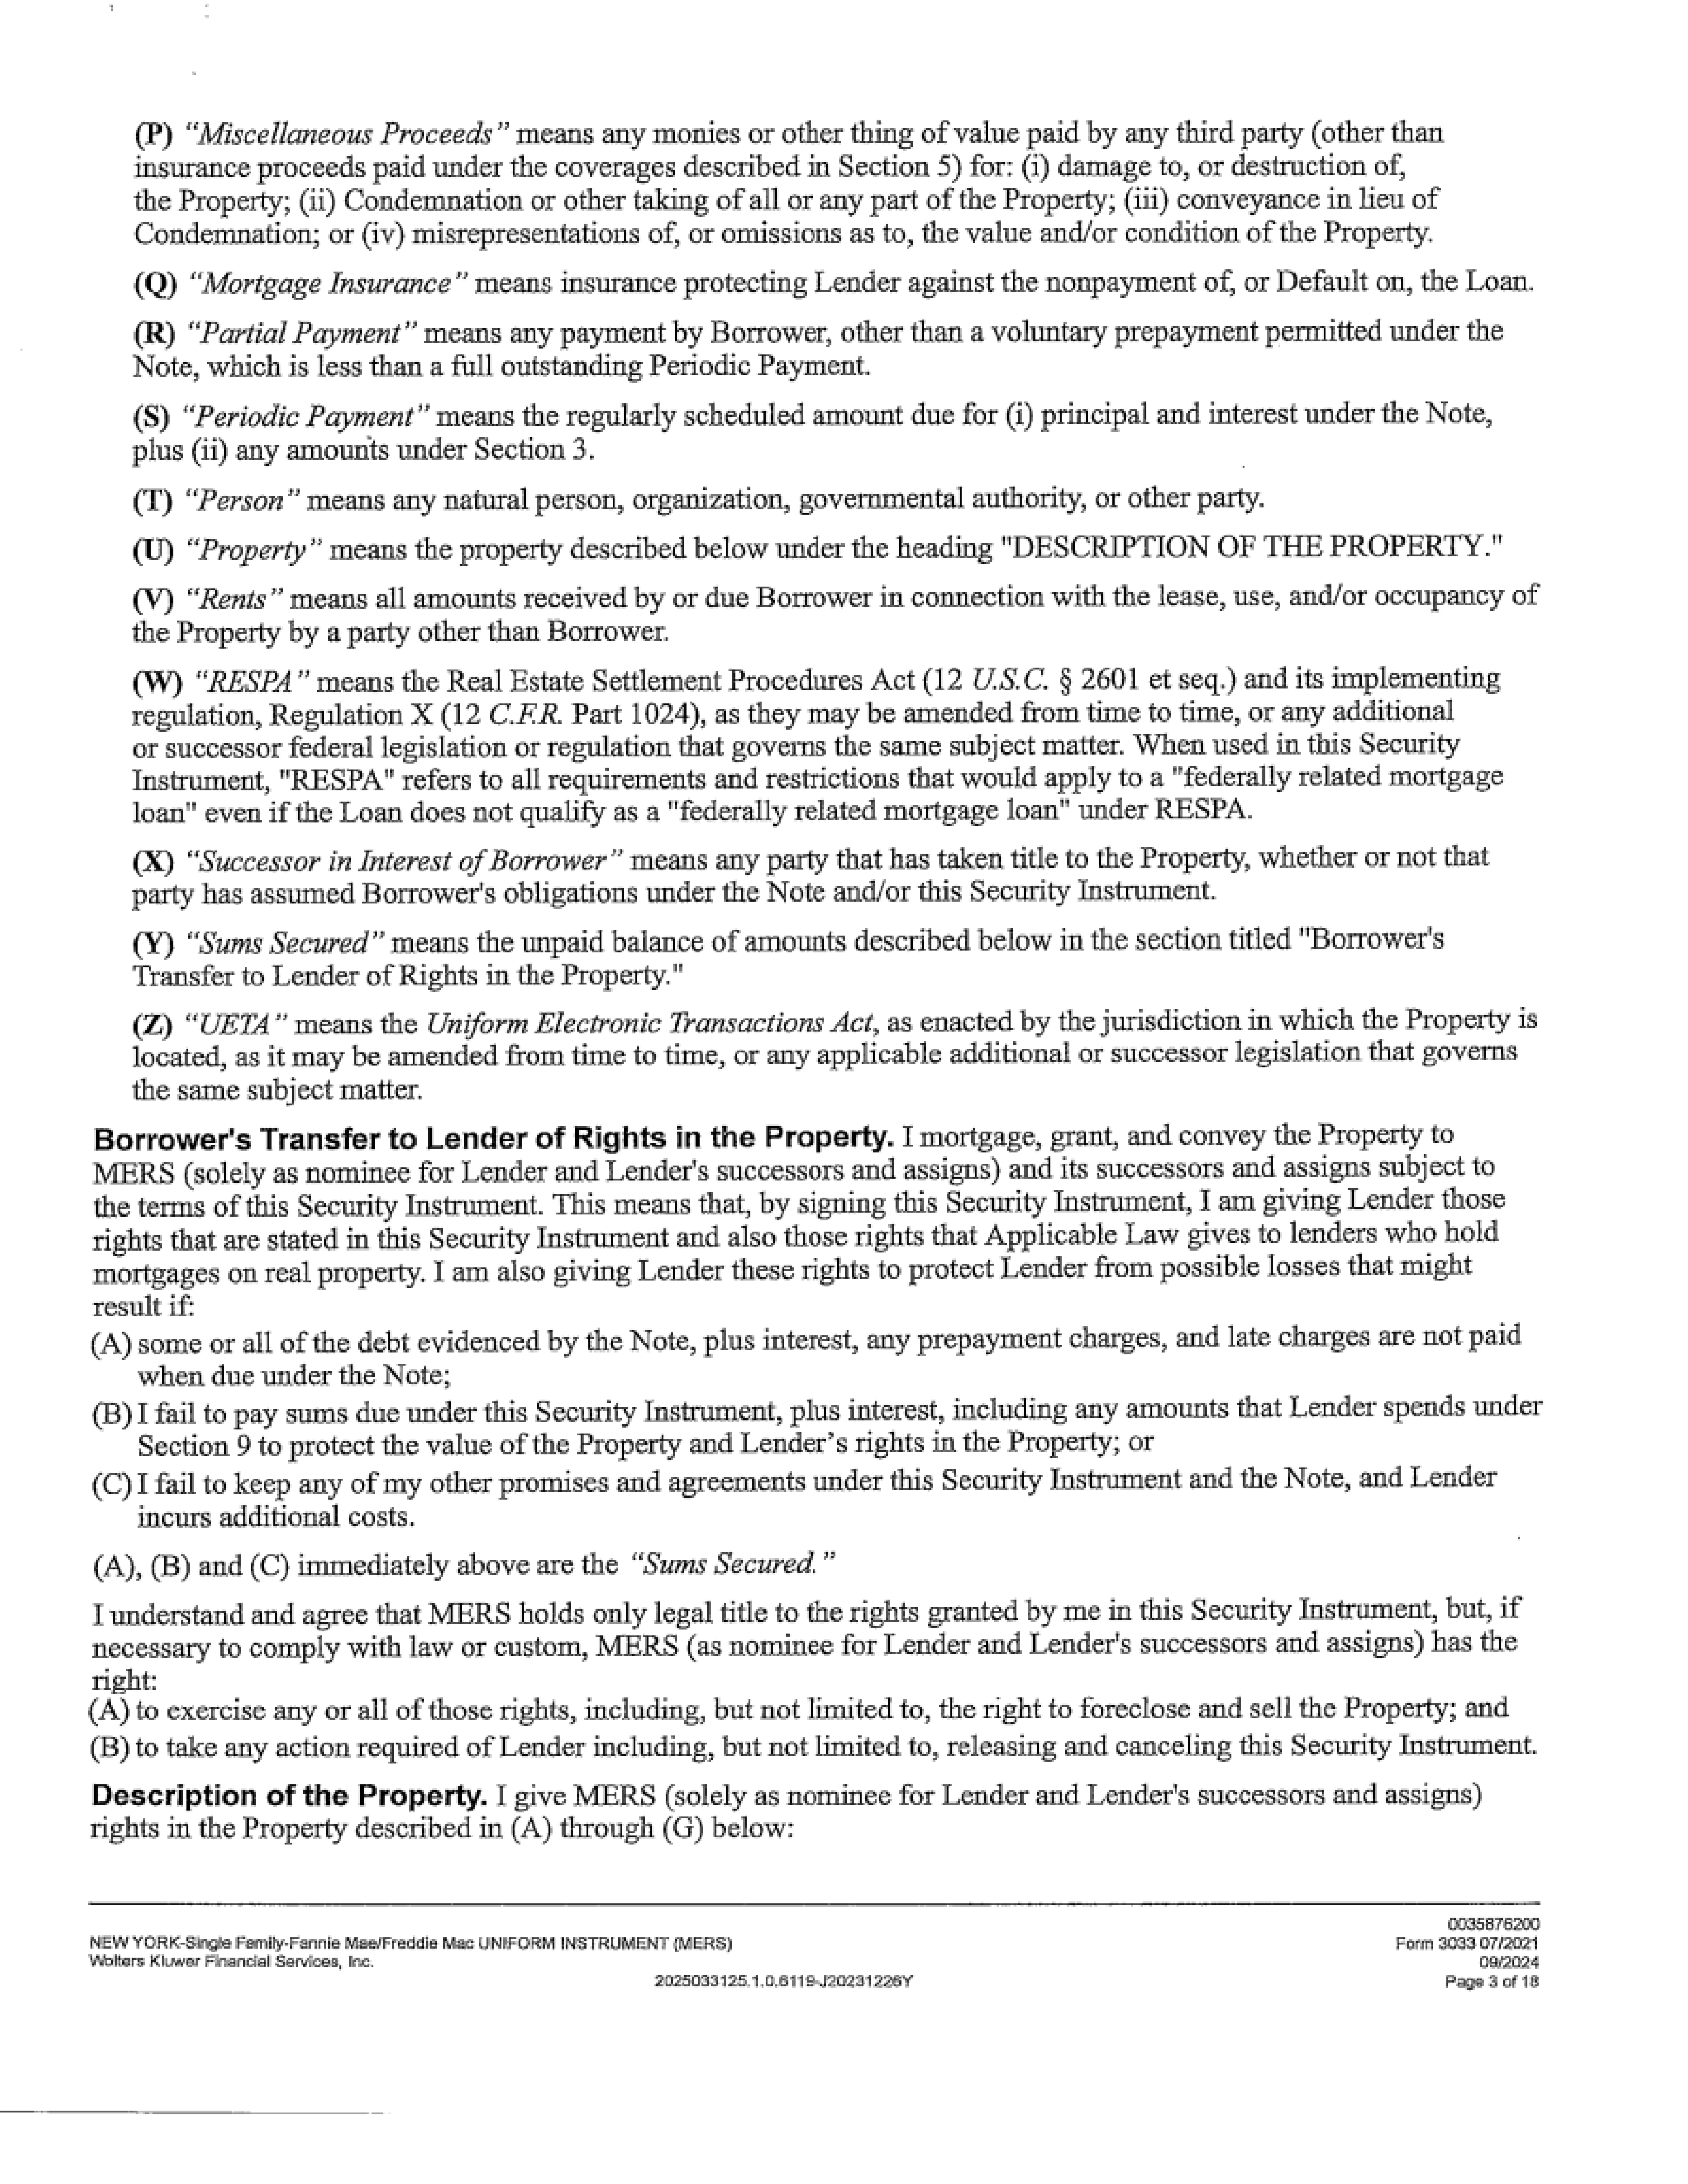 (P) “Miscellaneous Proceeds” means any monies or other thing of value paid by any third party (other than
insurance proceeds paid under the coverages described in Section 5) for: (i) damage to, or destruction of,
the Property; (ii) Condemnation or other taking of all or any part of the Property; (iii) conveyance in lieu of
Condemnation; or (iv) misrepresentations of, or omissions as to, the value and/or condition of the Property.
(Q) “Mortgage Insurance” means insurance protecting Lender against the nonpayment of, or Default on, the Loan.
(R) “Partial Payment” means any payment by Borrower, other than a voluntary prepayment permitted under the
Note, which is less than a full outstanding Periodic Payment.
(S) “Periodic Payment” means the regularly scheduled amount due for (i) principal and interest under the Note,
plus (ii) any amounts under Section 3.
(T) “Person” means any natural person, organization, governmental authority, or other party.
(U) “Property” means the property described below under the heading "DESCRIPTION OF THE PROPERTY."
(V) “Rents” means all amounts received by or due Borrower in connection with the lease, use, and/or occupancy of
the Property by a party other than Borrower.
(W) “RESPA” means the Real Estate Settlement Procedures Act (12 U.S.C. § 2601 et seq.) and its implementing
regulation, Regulation X (12 C.F.R. Part 1024), as they may be amended from time to time, or any additional
or successor federal legislation or regulation that governs the same subject matter. When used in this Security
Instrument, "RESPA" refers to all requirements and restrictions that would apply to a "federally related mortgage
loan" even if the Loan does not qualify as a "federally related mortgage loan" under RESPA.
(X) “Successor in Interest of Borrower” means any party that has taken title to the Property, whether or not that
party has assumed Borrower's obligations under the Note and/or this Security Instrument.
(Y) “Sums Secured” means the unpaid balance of amounts described below in the section titled "Borrower's
Transfer to Lender of Rights in the Property."
(Z) “UETA” means the Uniform Electronic Transactions Act, as enacted by the jurisdiction in which the Property is
located, as it may be amended from time to time, or any applicable additional or successor legislation that governs
the same subject matter.
Borrower's Transfer to Lender of Rights in the Property. I mortgage, grant, and convey the Property to
MERS (solely as nominee for Lender and Lender's successors and assigns) and its successors and assigns subject to
the terms of this Security Instrument. This means that, by signing this Security Instrument, I am giving Lender those
rights that are stated in this Security Instrument and also those rights that Applicable Law gives to lenders who hold
mortgages on real property. I am also giving Lender these rights to protect Lender from possible losses that might
result if:
(A) some or all of the debt evidenced by the Note, plus interest, any prepayment charges, and late charges are not paid
when due under the Note;
(B) I fail to pay sums due under this Security Instrument, plus interest, including any amounts that Lender spends under
Section 9 to protect the value of the Property and Lender’s rights in the Property; or
(C) I fail to keep any of my other promises and agreements under this Security Instrument and the Note, and Lender
incurs additional costs.
(A), (B) and (C) immediately above are the “Sums Secured.”
I understand and agree that MERS holds only legal title to the rights granted by me in this Security Instrument, but, if
necessary to comply with law or custom, MERS (as nominee for Lender and Lender's successors and assigns) has the
right:
(A) to exercise any or all of those rights, including, but not limited to, the right to foreclose and sell the Property; and
(B) to take any action required of Lender including, but not limited to, releasing and canceling this Security Instrument.
Description of the Property. I give MERS (solely as nominee for Lender and Lender's successors and assigns)
rights in the Property described in (A) through (G) below:
0035876200
NEW YORK-Single Family-Fannie Mae/Freddie Mac UNIFORM INSTRUMENT (MERS)
Form 3033 07/2021
Wolters Kluwer Financial Services, Inc.
09/2024
2025033125.1.0.6119-J20231226Y
Page 3 of 18